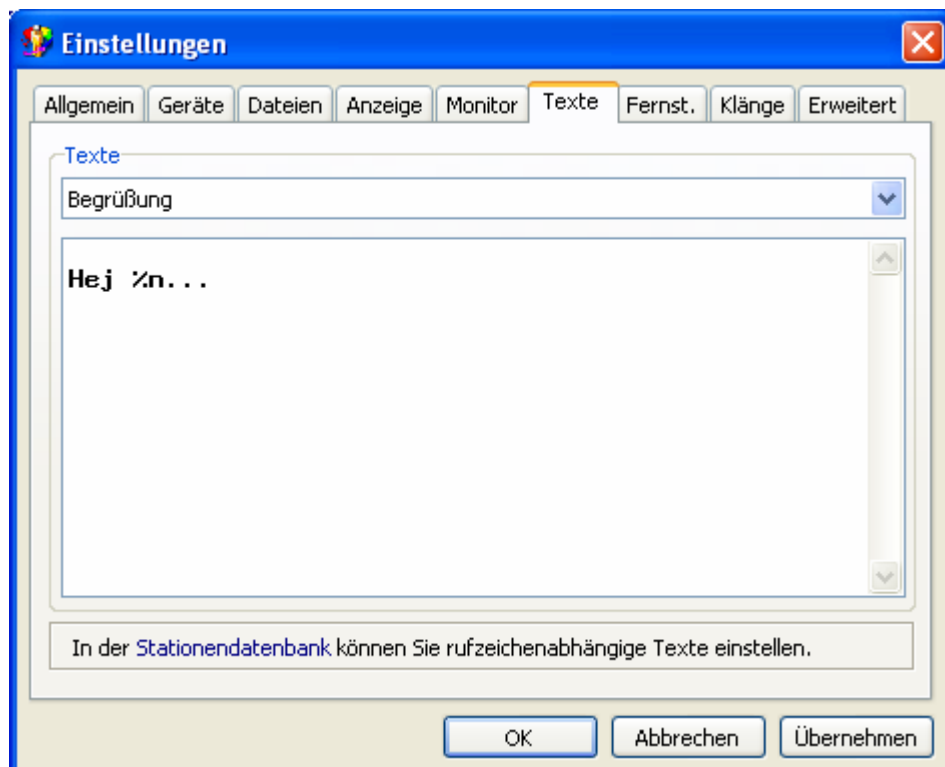 Einstellungen
Allgemein Geräte Dateien Anzeige Monitor Texte Fernst. Klänge Erweitert
Texte
Begrüßung
Hej %n...
In der Stationendatenbank können Sie rufzeichenabhängige Texte einstellen.
OK Abbrechen Übernehmen